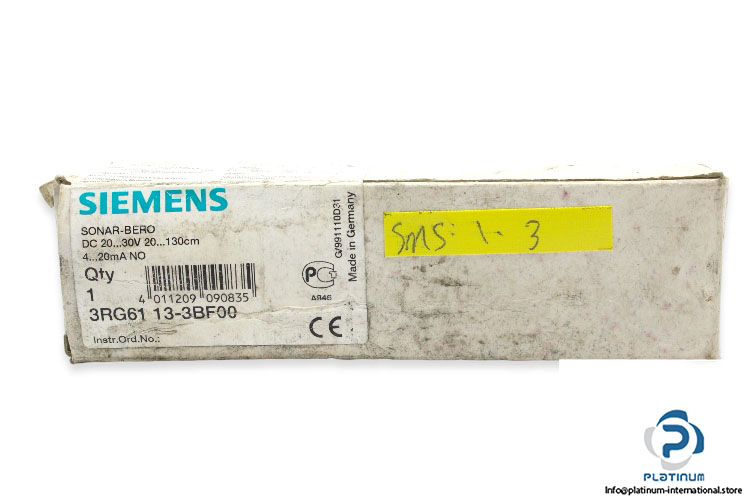 SIEMENS
SONAR-BERO
DC 20...30V 20...130cm
4...20mA NO
Qty
1
4 011209 090835
3RG61 13-3BF00
Instr.Ord.No.:
PG
CE
G/991110D31
Made in Germany
SMS: 1- 3
PLATINUM
Info@platinum-international.store